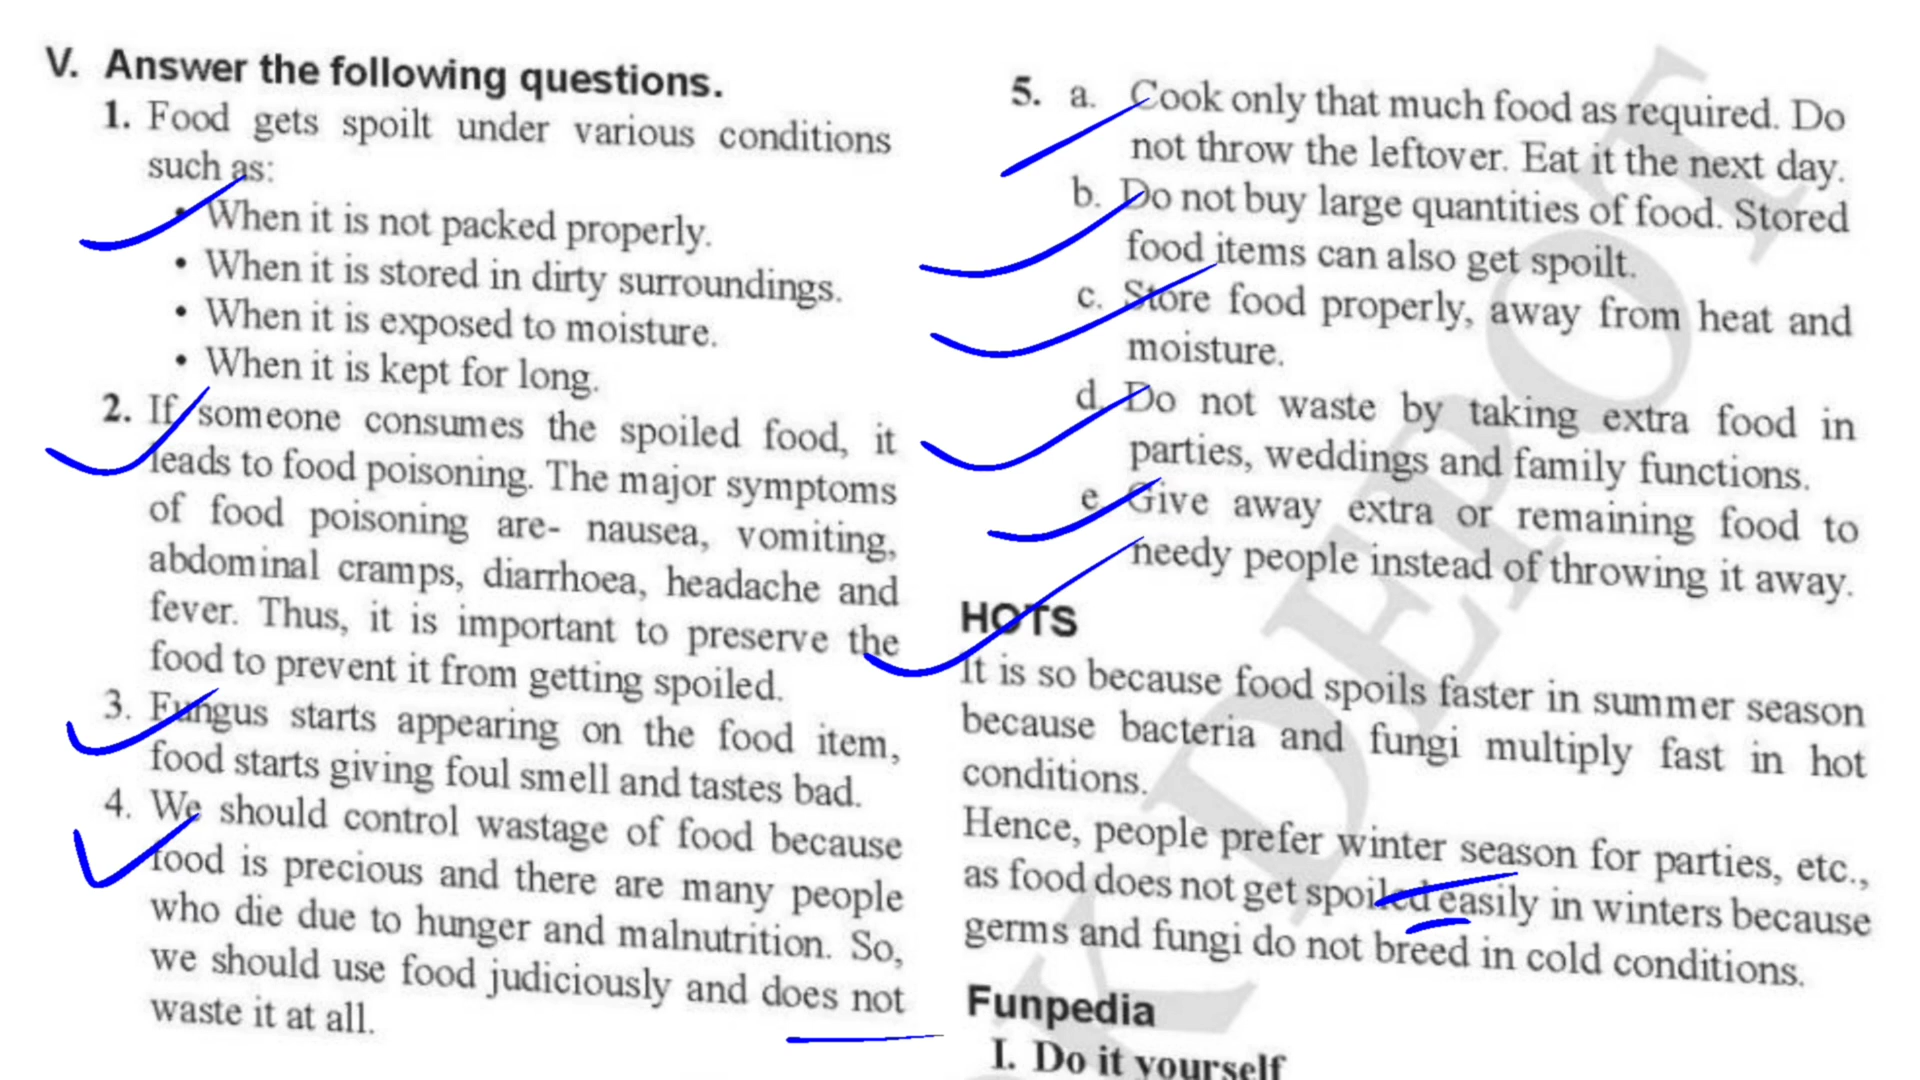 V. Answer the following questions.
1. Food gets spoilt under various conditions
such as:
• When it is not packed properly.
• When it is stored in dirty surroundings.
• When it is exposed to moisture.
• When it is kept for long.
2. If someone consumes the spoiled food, it
leads to food poisoning. The major symptoms
of food poisoning are- nausea, vomiting,
abdominal cramps, diarrhoea, headache and
fever. Thus, it is important to preserve the
food to prevent it from getting spoiled.
3. Fungus starts appearing on the food item,
food starts giving foul smell and tastes bad.
4. We should control wastage of food because
food is precious and there are many people
who die due to hunger and malnutrition. So,
we should use food judiciously and does not
waste it at all.
5. a. Cook only that much food as required. Do
not throw the leftover. Eat it the next day.
b. Do not buy large quantities of food. Stored
food items can also get spoilt.
c. Store food properly, away from heat and
moisture.
d. Do not waste by taking extra food in
parties, weddings and family functions.
e. Give away extra or remaining food to
needy people instead of throwing it away.
HOTS
It is so because food spoils faster in summer season
because bacteria and fungi multiply fast in hot
conditions.
Hence, people prefer winter season for parties, etc.,
as food does not get spoiled easily in winters because
germs and fungi do not breed in cold conditions.
Funpedia
I. Do it yourself
K DEPOT